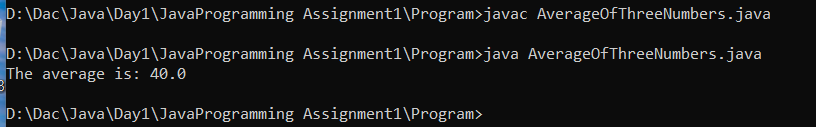 D:\Dac\Java\Day1\JavaProgramming Assignment1\Program>javac AverageOfThreeNumbers.java
D:\Dac\Java\Day1\JavaProgramming Assignment1\Program>java AverageOfThreeNumbers.java
The average is: 40.0
D:\Dac\Java\Day1\JavaProgramming Assignment1\Program>